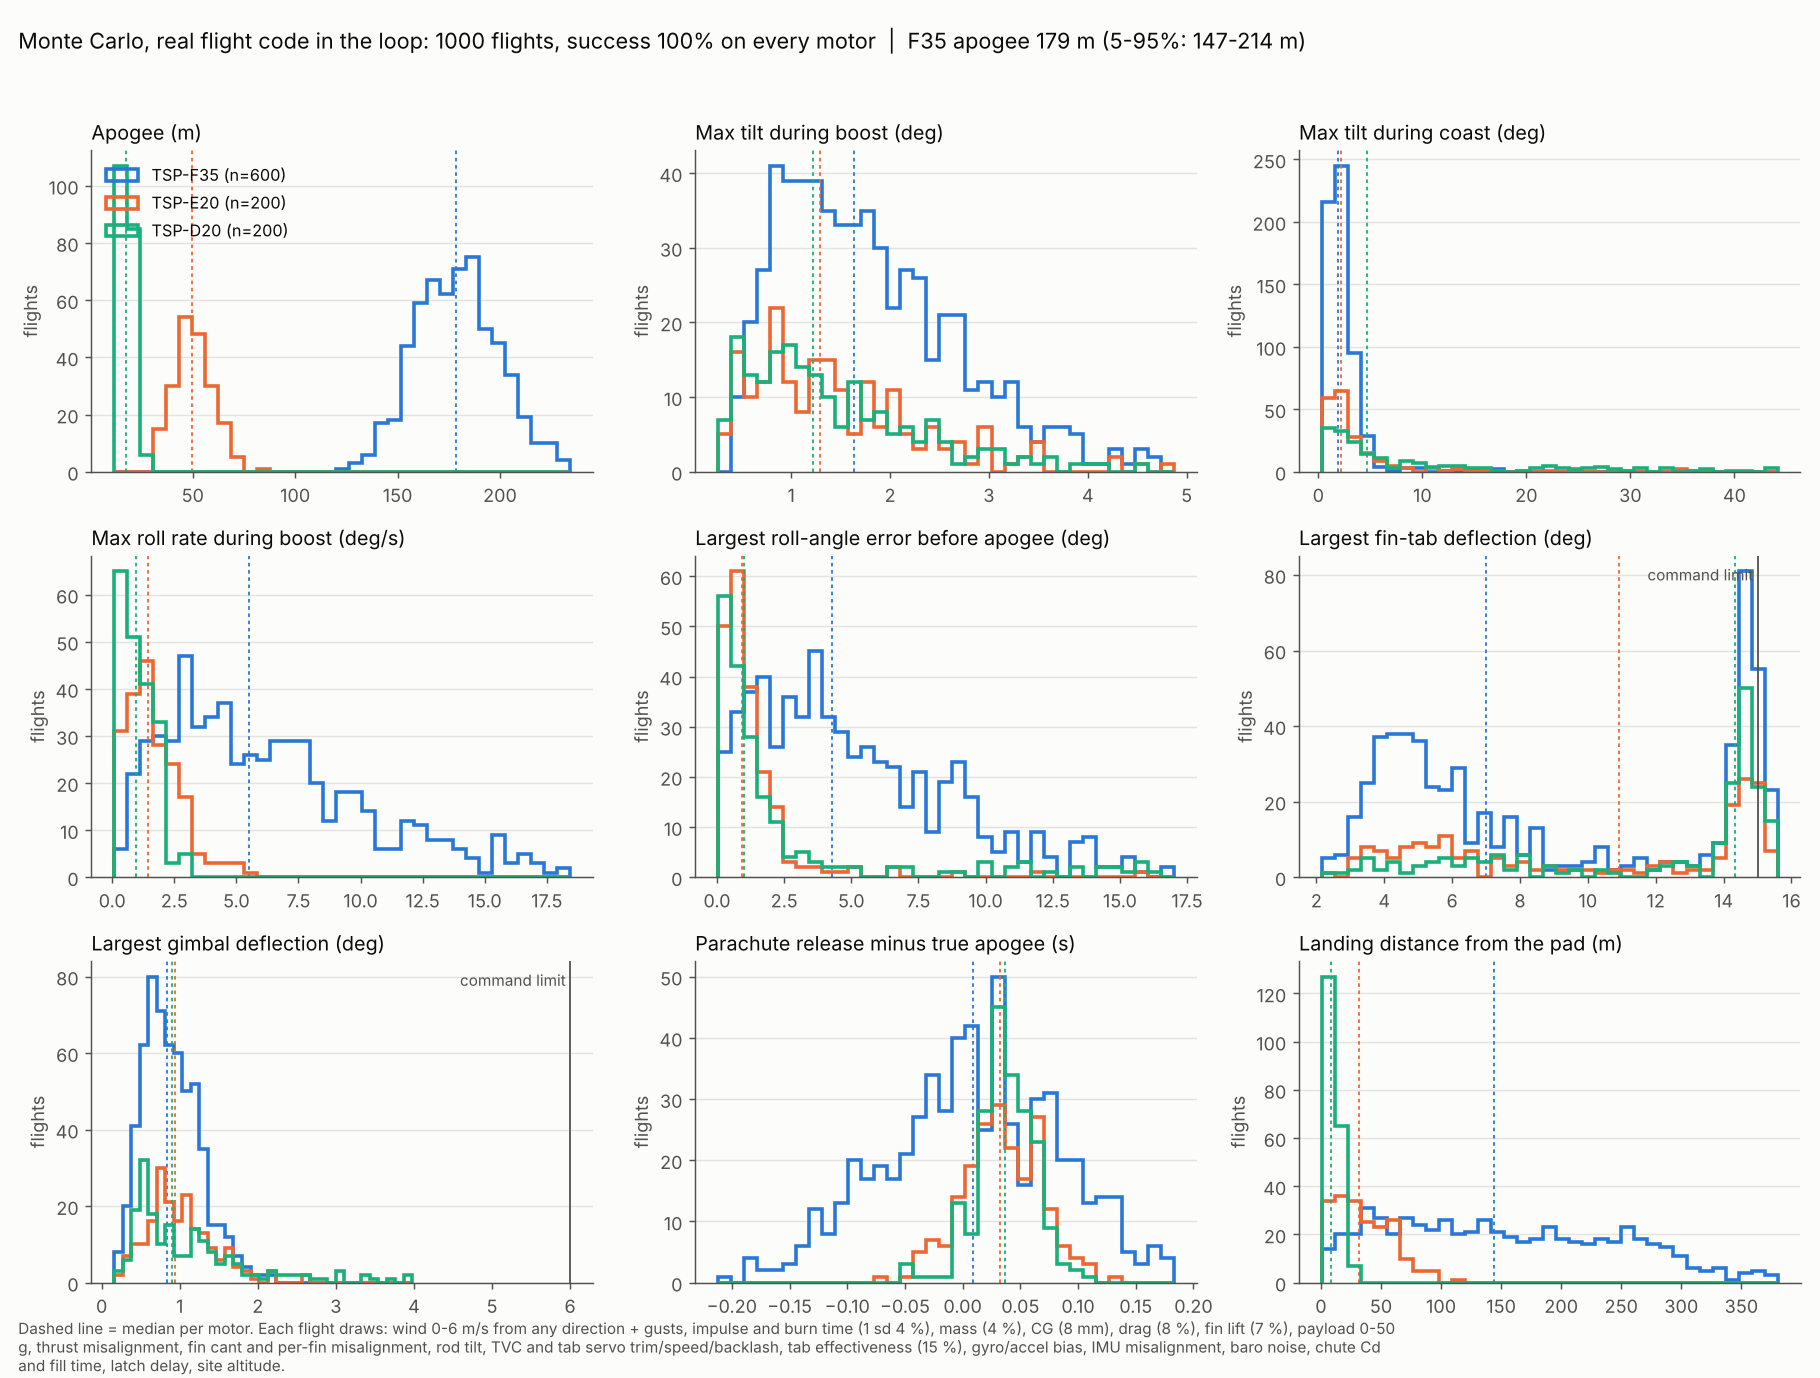 Monte Carlo, real flight code in the loop: 1000 flights, success 100% on every motor | F35 apogee 179 m (5-95%: 147-214 m)
Apogee (m)
TSP-F35 (n=600)
TSP-E20 (n=200)
TSP-D20 (n=200)
flights
0 20 40 60 80 100
50 100 150 200
Max tilt during boost (deg)
flights
0 10 20 30 40
1 2 3 4 5
Max tilt during coast (deg)
flights
0 50 100 150 200 250
0 10 20 30 40
Max roll rate during boost (deg/s)
flights
0 10 20 30 40 50 60
0.0 2.5 5.0 7.5 10.0 12.5 15.0 17.5
Largest roll-angle error before apogee (deg)
flights
0 10 20 30 40 50 60
0.0 2.5 5.0 7.5 10.0 12.5 15.0 17.5
Largest fin-tab deflection (deg)
command limit
flights
0 20 40 60 80
2 4 6 8 10 12 14 16
Largest gimbal deflection (deg)
command limit
flights
0 20 40 60 80
0 1 2 3 4 5 6
Parachute release minus true apogee (s)
flights
0 10 20 30 40 50
−0.20 −0.15 −0.10 −0.05 0.00 0.05 0.10 0.15 0.20
Landing distance from the pad (m)
flights
0 20 40 60 80 100 120
0 50 100 150 200 250 300 350
Dashed line = median per motor. Each flight draws: wind 0-6 m/s from any direction + gusts, impulse and burn time (1 sd 4 %), mass (4 %), CG (8 mm), drag (8 %), fin lift (7 %), payload 0-50
g, thrust misalignment, fin cant and per-fin misalignment, rod tilt, TVC and tab servo trim/speed/backlash, tab effectiveness (15 %), gyro/accel bias, IMU misalignment, baro noise, chute Cd
and fill time, latch delay, site altitude.